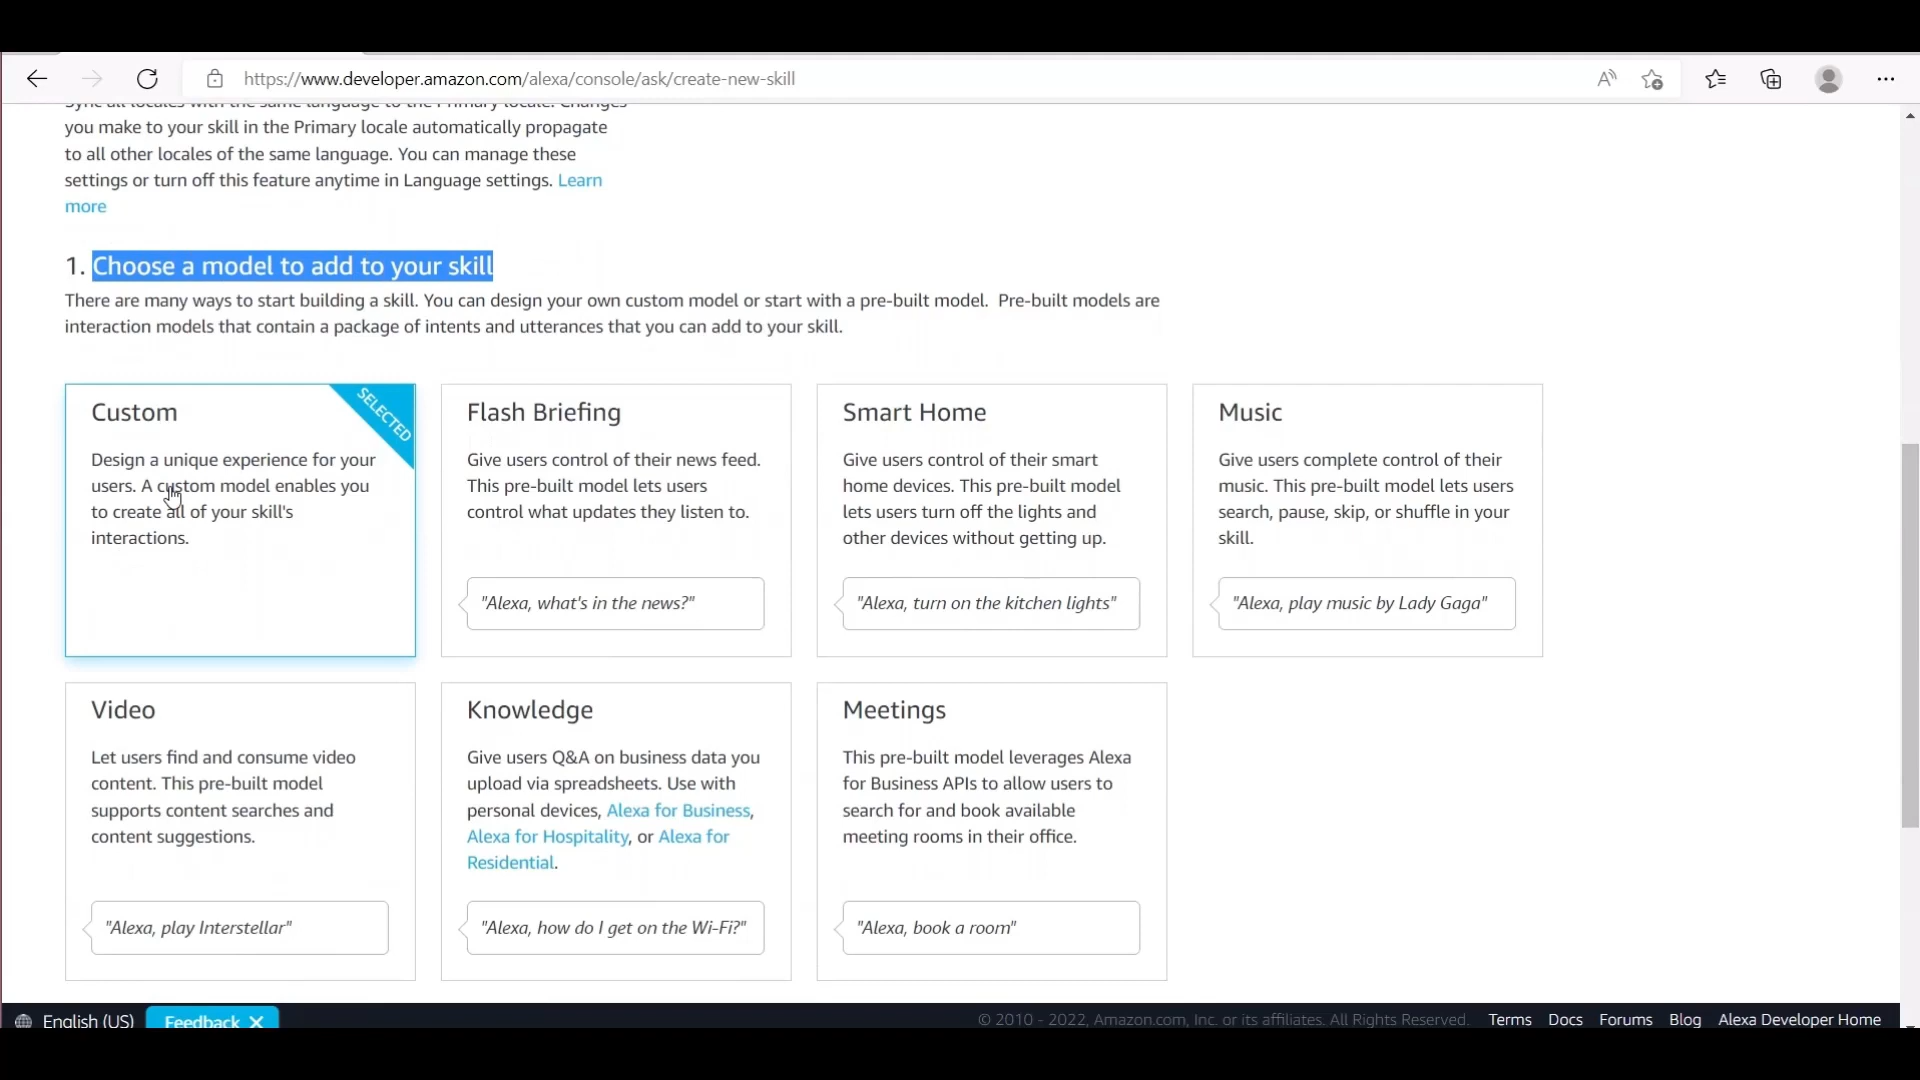 https://www.developer.amazon.com/alexa/console/ask/create-new-skill
Sync all locales with the same language to the Primary locale. Changes
you make to your skill in the Primary locale automatically propagate
to all other locales of the same language. You can manage these
settings or turn off this feature anytime in Language settings. Learn
more
1. Choose a model to add to your skill
There are many ways to start building a skill. You can design your own custom model or start with a pre-built model. Pre-built models are
interaction models that contain a package of intents and utterances that you can add to your skill.
Custom
SELECTED
Design a unique experience for your
users. A custom model enables you
to create all of your skill's
interactions.
Flash Briefing
Give users control of their news feed.
This pre-built model lets users
control what updates they listen to.
"Alexa, what's in the news?"
Smart Home
Give users control of their smart
home devices. This pre-built model
lets users turn off the lights and
other devices without getting up.
"Alexa, turn on the kitchen lights"
Music
Give users complete control of their
music. This pre-built model lets users
search, pause, skip, or shuffle in your
skill.
"Alexa, play music by Lady Gaga"
Video
Let users find and consume video
content. This pre-built model
supports content searches and
content suggestions.
"Alexa, play Interstellar"
Knowledge
Give users Q&A on business data you
upload via spreadsheets. Use with
personal devices, Alexa for Business,
Alexa for Hospitality, or Alexa for
Residential.
"Alexa, how do I get on the Wi-Fi?"
Meetings
This pre-built model leverages Alexa
for Business APIs to allow users to
search for and book available
meeting rooms in their office.
"Alexa, book a room"
English (US)
Feedback
© 2010 - 2022, Amazon.com, Inc. or its affiliates. All Rights Reserved.
Terms Docs Forums Blog Alexa Developer Home